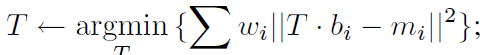 T ← argmin {∑ w_i||T · b_i − m_i||^2};
T